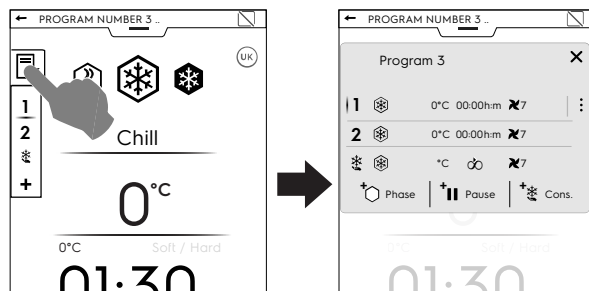 PROGRAM NUMBER 3 ..
UK
1
2
+
Chill
0°C
0°C Soft / Hard
01:30
PROGRAM NUMBER 3 ..
Program 3
1 0°C 00:00h:m 7
2 0°C 00:00h:m 7
°C 7
+ Phase + Pause + Cons.
0°C Soft / Hard
01:30